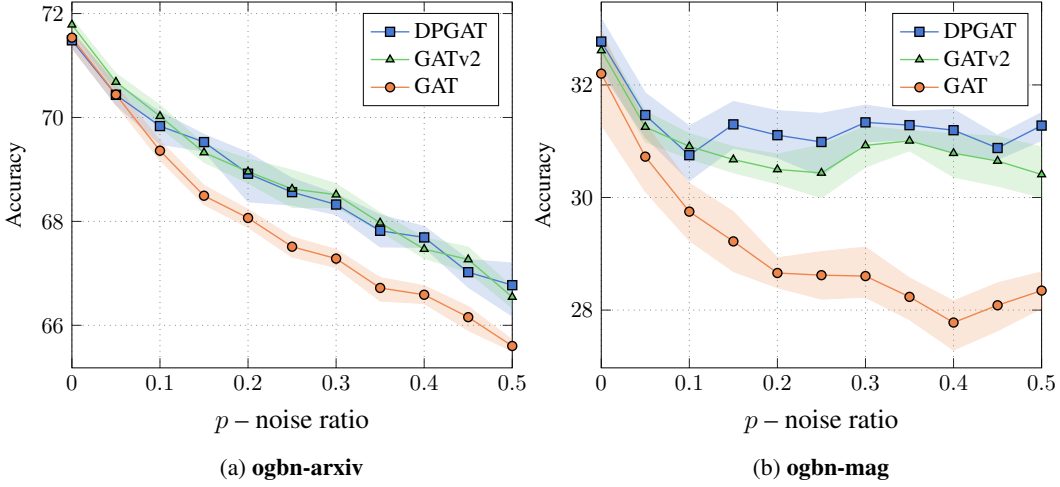 72
70
68
66
0
0.1
0.2
0.3
0.4
0.5
Accuracy
p – noise ratio
DPGAT
GATv2
GAT
(a) ogbn-arxiv
32
30
28
0
0.1
0.2
0.3
0.4
0.5
Accuracy
p – noise ratio
DPGAT
GATv2
GAT
(b) ogbn-mag